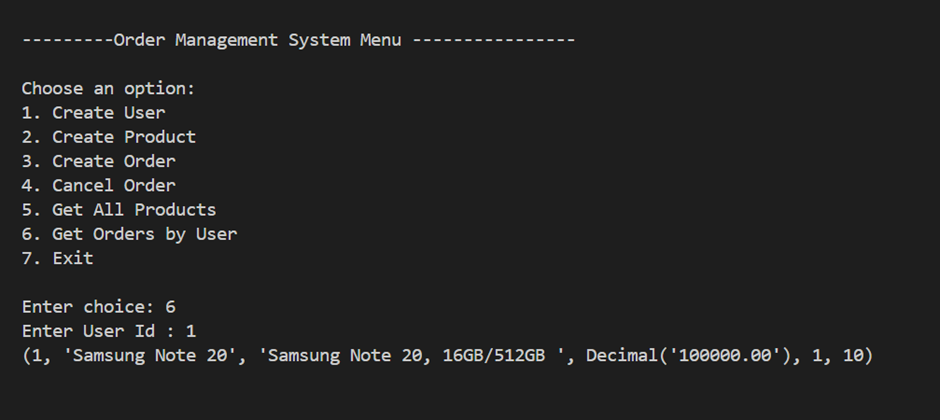 ---------Order Management System Menu ----------------
Choose an option:
1. Create User
2. Create Product
3. Create Order
4. Cancel Order
5. Get All Products
6. Get Orders by User
7. Exit
Enter choice: 6
Enter User Id : 1
(1, 'Samsung Note 20', 'Samsung Note 20, 16GB/512GB ', Decimal('100000.00'), 1, 10)